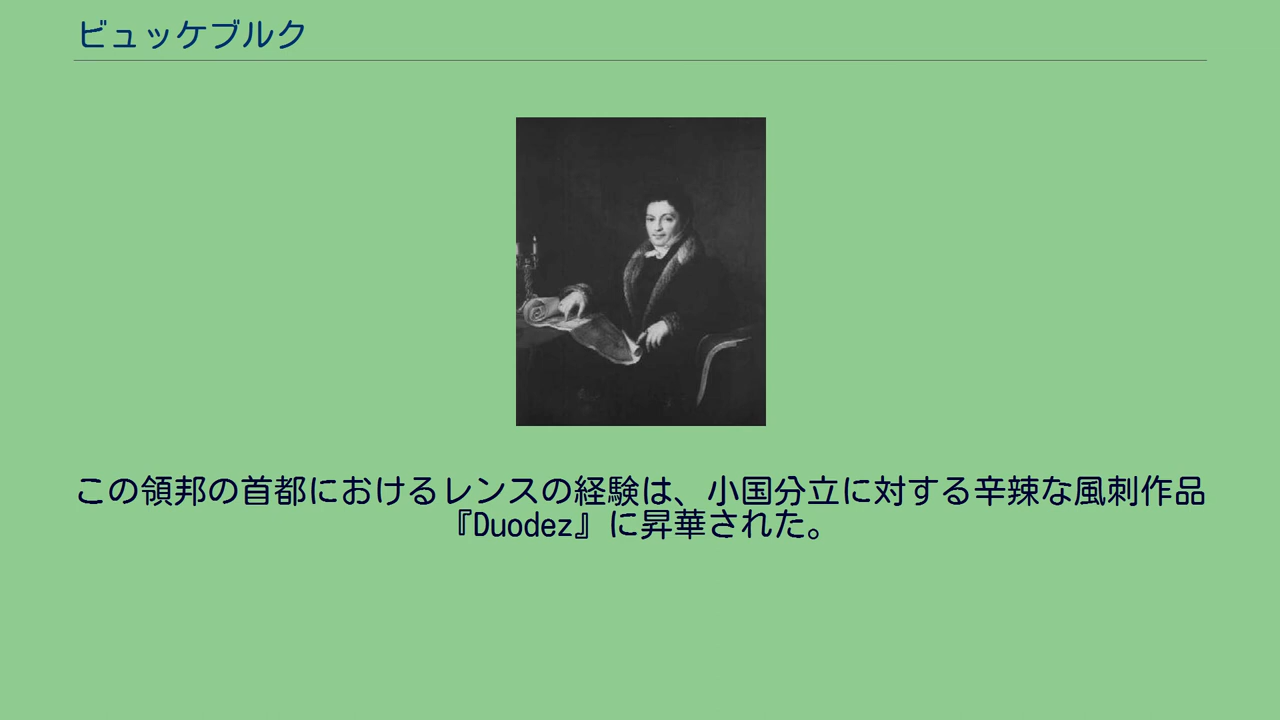 ビュッケブルク
この領邦の首都におけるレンスの経験は、小国分立に対する辛辣な風刺作品
『Duodez』に昇華された。